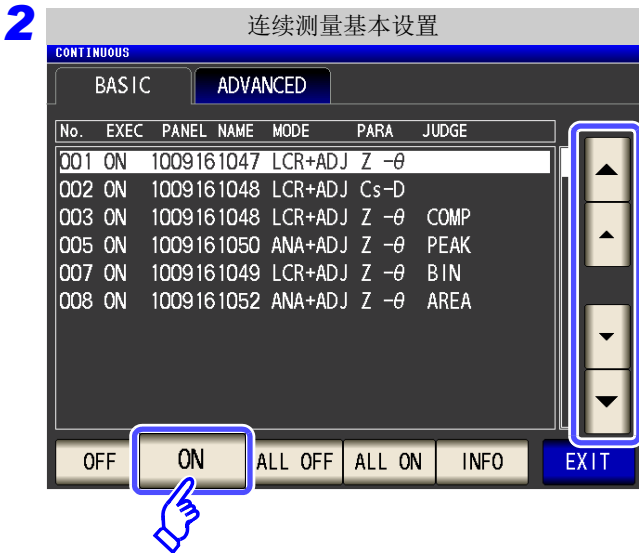 2
连续测量基本设置
CONTINUOUS
BASIC ADVANCED
No. EXEC PANEL NAME MODE PARA JUDGE
001 ON 1009161047 LCR+ADJ Z -θ
002 ON 1009161048 LCR+ADJ Cs-D
003 ON 1009161048 LCR+ADJ Z -θ COMP
005 ON 1009161050 ANA+ADJ Z -θ PEAK
007 ON 1009161049 LCR+ADJ Z -θ BIN
008 ON 1009161052 ANA+ADJ Z -θ AREA
OFF ON ALL OFF ALL ON INFO EXIT